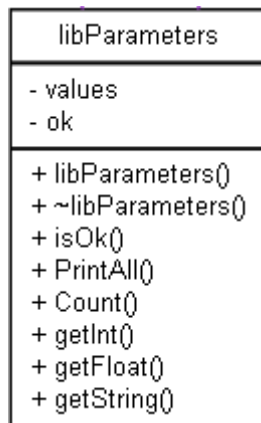 libParameters
- values
- ok
+ libParameters()
+ ~libParameters()
+ isOk()
+ PrintAll()
+ Count()
+ getInt()
+ getFloat()
+ getString()